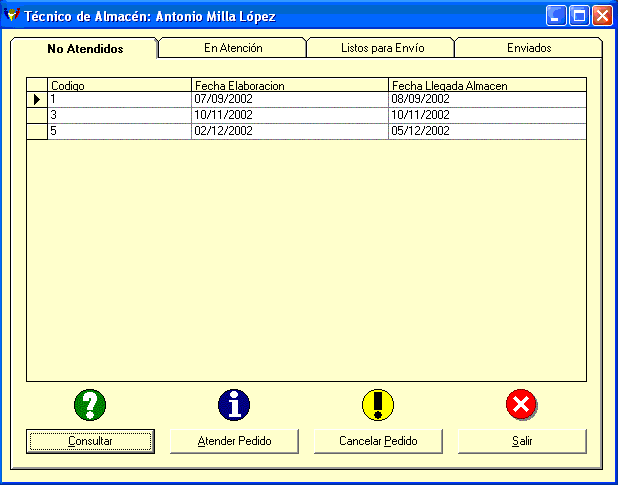 Técnico de Almacén: Antonio Milla López
No Atendidos En Atención Listos para Envío Enviados
Codigo Fecha Elaboracion Fecha Llegada Almacen
1 07/09/2002 08/09/2002
3 10/11/2002 10/11/2002
5 02/12/2002 05/12/2002
Consultar Atender Pedido Cancelar Pedido Salir